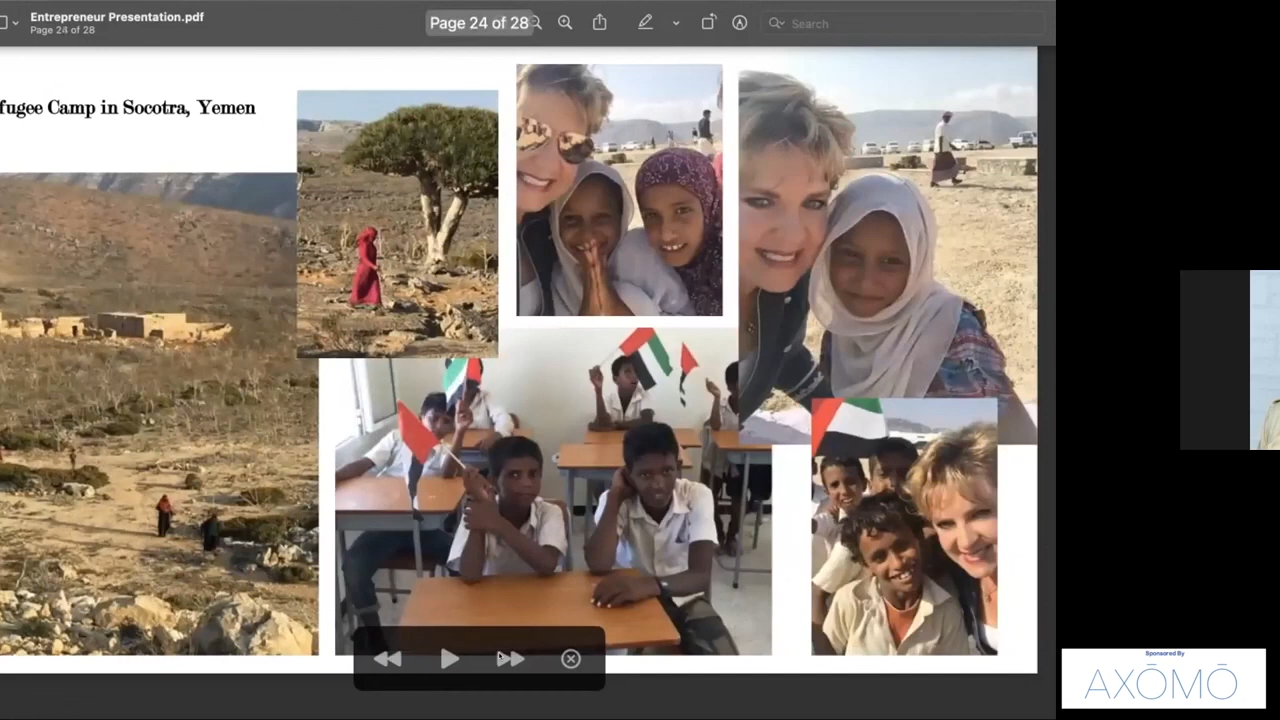 Entrepreneur Presentation.pdf
Page 24 of 28
Page 24 of 28
Search
fugee Camp in Socotra, Yemen
Sponsored By
AXŌMŌ